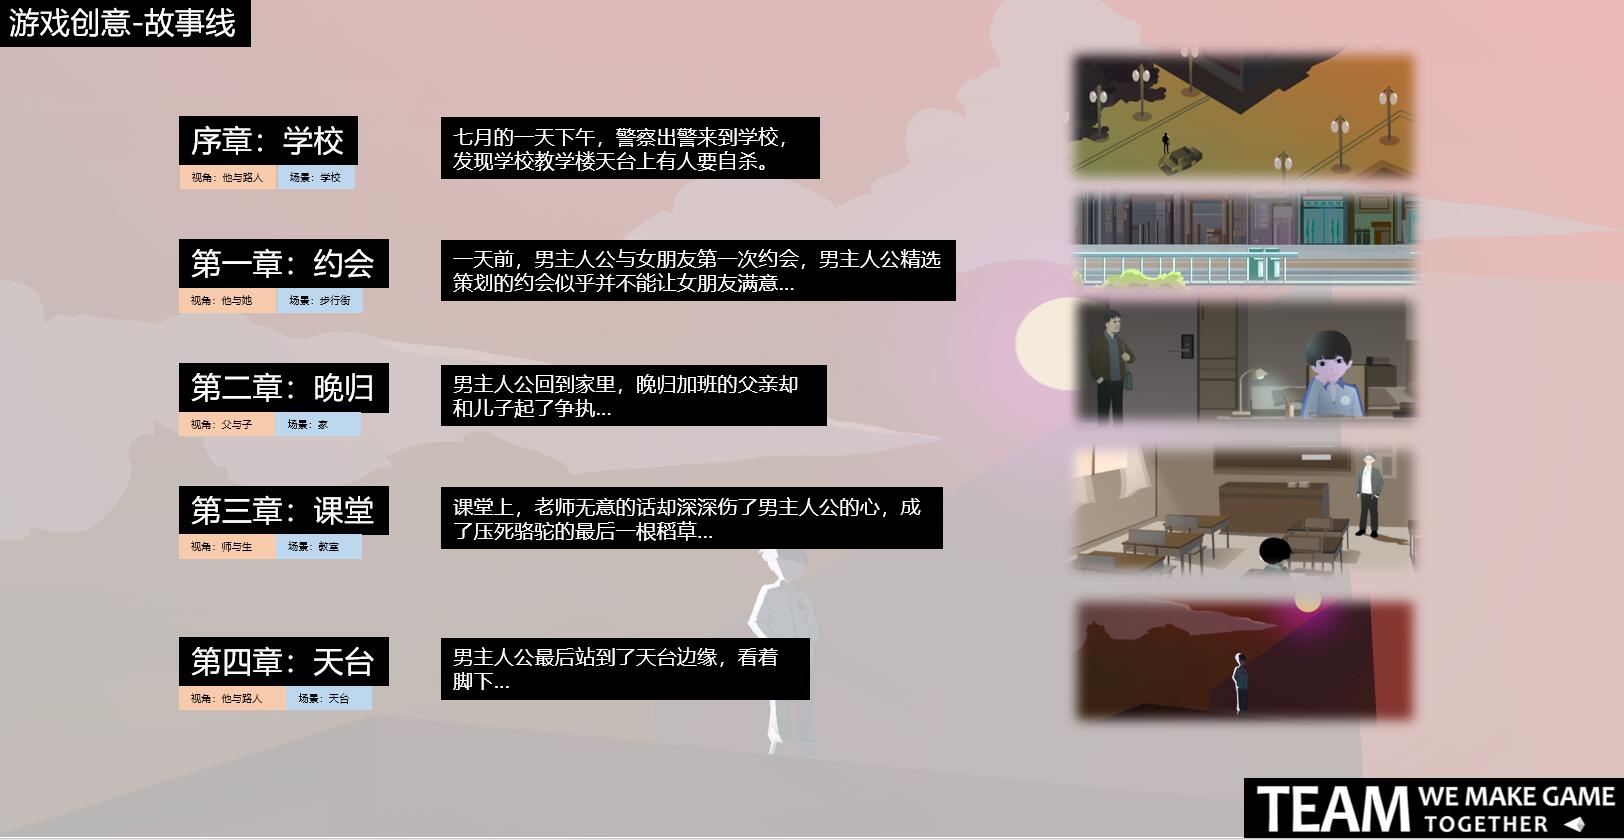 游戏创意-故事线
序章：学校
视角：他与路人
场景：学校
七月的一天下午，警察出警来到学校，
发现学校教学楼天台上有人要自杀。
第一章：约会
视角：他与她
场景：步行街
一天前，男主人公与女朋友第一次约会，男主人公精选
策划的约会似乎并不能让女朋友满意...
第二章：晚归
视角：父与子
场景：家
男主人公回到家里，晚归加班的父亲却
和儿子起了争执...
第三章：课堂
视角：师与生
场景：教室
课堂上，老师无意的话却深深伤了男主人公的心，成
了压死骆驼的最后一根稻草...
第四章：天台
视角：他与路人
场景：天台
男主人公最后站到了天台边缘，看着
脚下...
TEAM WE MAKE GAME
TOGETHER